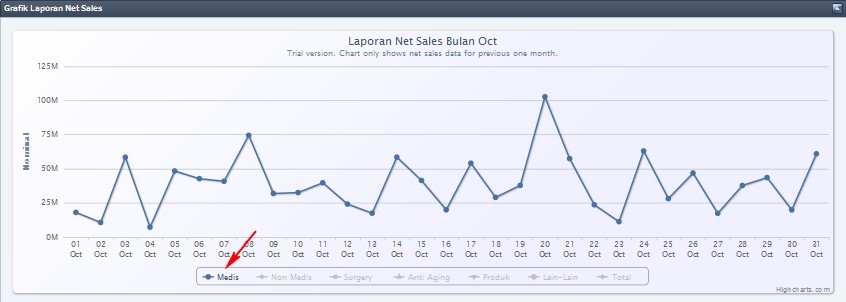 Grafik Laporan Net Sales
Laporan Net Sales Bulan Oct
Trial version. Chart only shows net sales data for previous one month.
125M
100M
75M
50M
25M
0M
Nominal
01 Oct
02 Oct
03 Oct
04 Oct
05 Oct
06 Oct
07 Oct
08 Oct
09 Oct
10 Oct
11 Oct
12 Oct
13 Oct
14 Oct
15 Oct
16 Oct
17 Oct
18 Oct
19 Oct
20 Oct
21 Oct
22 Oct
23 Oct
24 Oct
25 Oct
26 Oct
27 Oct
28 Oct
29 Oct
30 Oct
31 Oct
Medis Non Medis Surgery Anti Aging Produk Lain-Lain Total
Highcharts.com